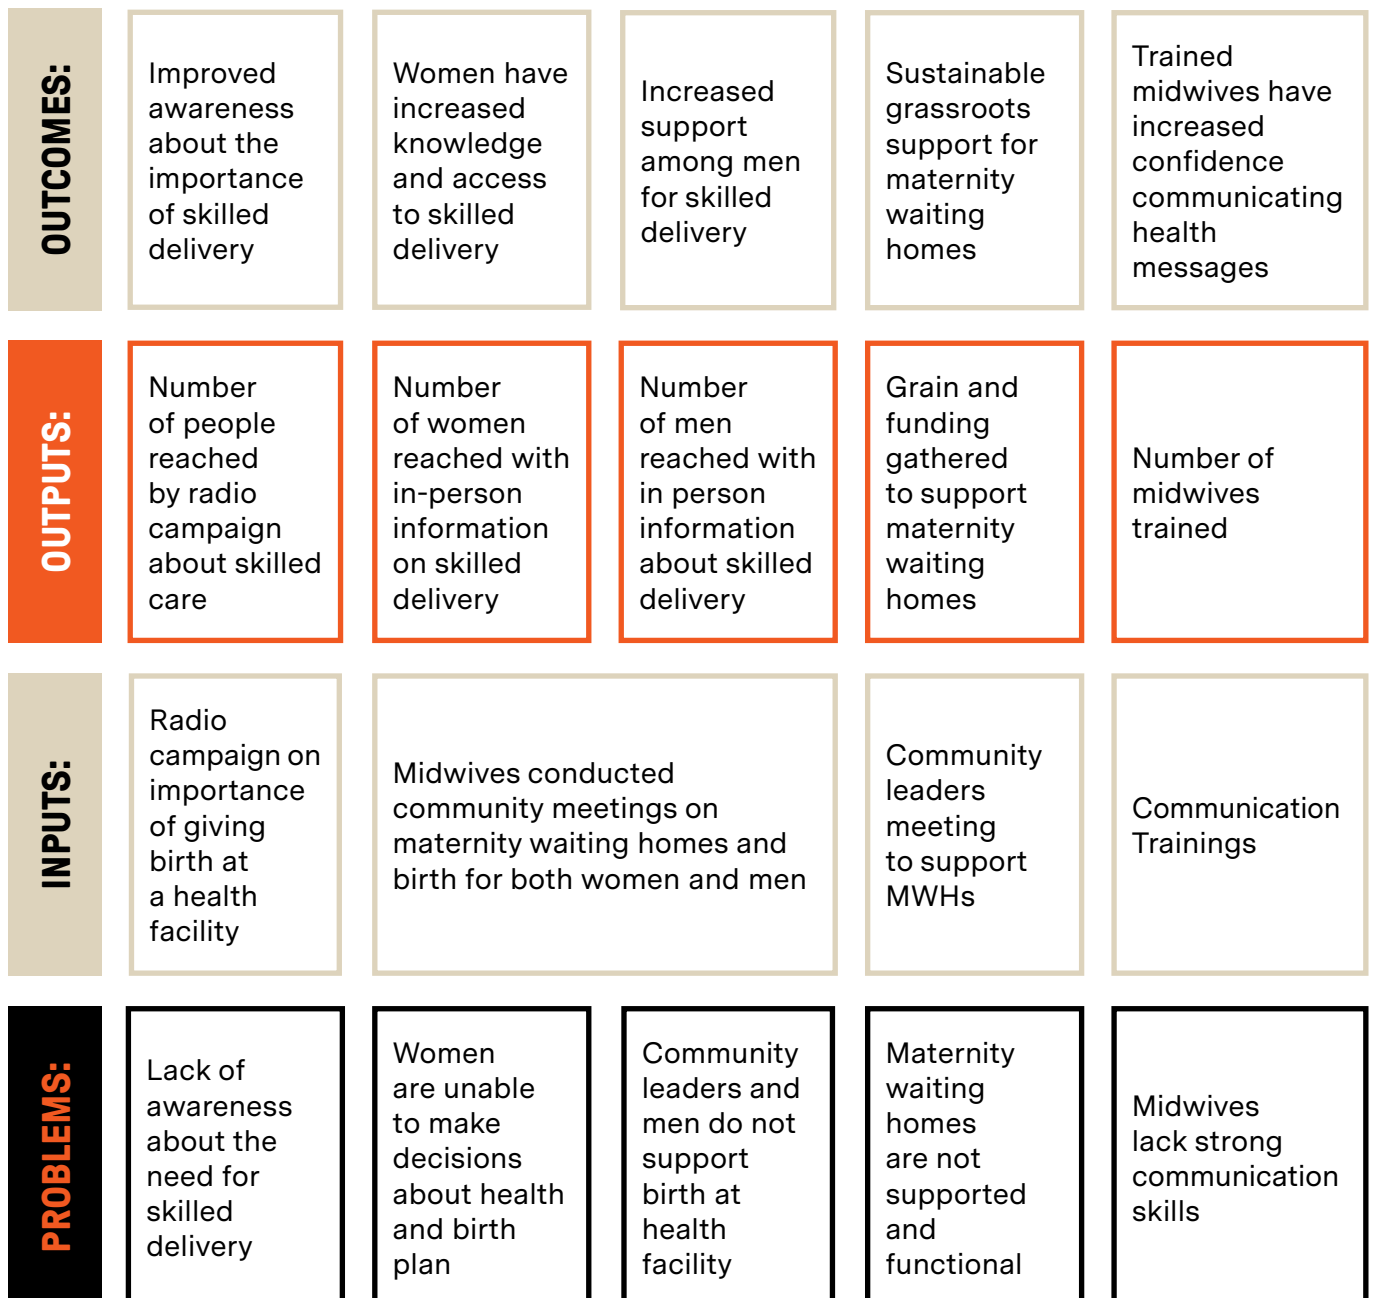 OUTCOMES:
Improved
awareness
about the
importance
of skilled
delivery
Women have
increased
knowledge
and access
to skilled
delivery
Increased
support
among men
for skilled
delivery
Sustainable
grassroots
support for
maternity
waiting
homes
Trained
midwives have
increased
confidence
communicating
health
messages
OUTPUTS:
Number
of people
reached
by radio
campaign
about skilled
care
Number
of women
reached with
in-person
information
on skilled
delivery
Number
of men
reached with
in person
information
about skilled
delivery
Grain and
funding
gathered
to support
maternity
waiting
homes
Number of
midwives
trained
INPUTS:
Radio
campaign on
importance
of giving
birth at
a health
facility
Midwives conducted
community meetings on
maternity waiting homes and
birth for both women and men
Community
leaders
meeting
to support
MWHs
Communication
Trainings
PROBLEMS:
Lack of
awareness
about the
need for
skilled
delivery
Women
are unable
to make
decisions
about health
and birth
plan
Community
leaders and
men do not
support
birth at
health
facility
Maternity
waiting
homes
are not
supported
and
functional
Midwives
lack strong
communication
skills